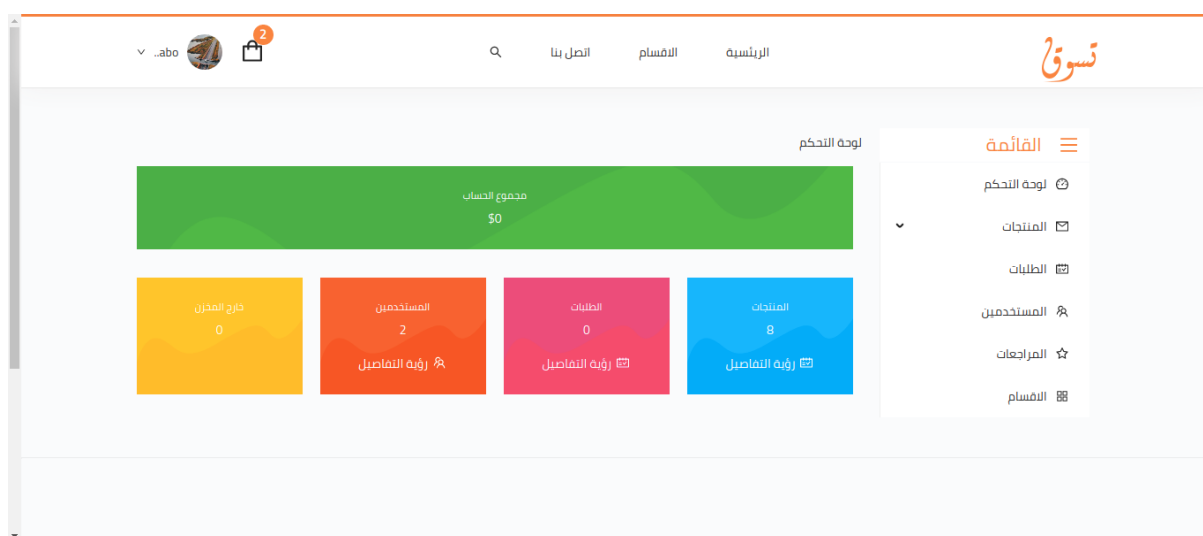 تسوق
الريئسية
الاقسام
اتصل بنا
2
abo..
القائمة
لوحة التحكم
المنتجات
الطلبات
المستخدمين
المراجعات
الاقسام
لوحة التحكم
مجموع الحساب
$0
المنتجات
8
رؤية التفاصيل
الطلبات
0
رؤية التفاصيل
المستخدمين
2
رؤية التفاصيل
خارج المخزن
0